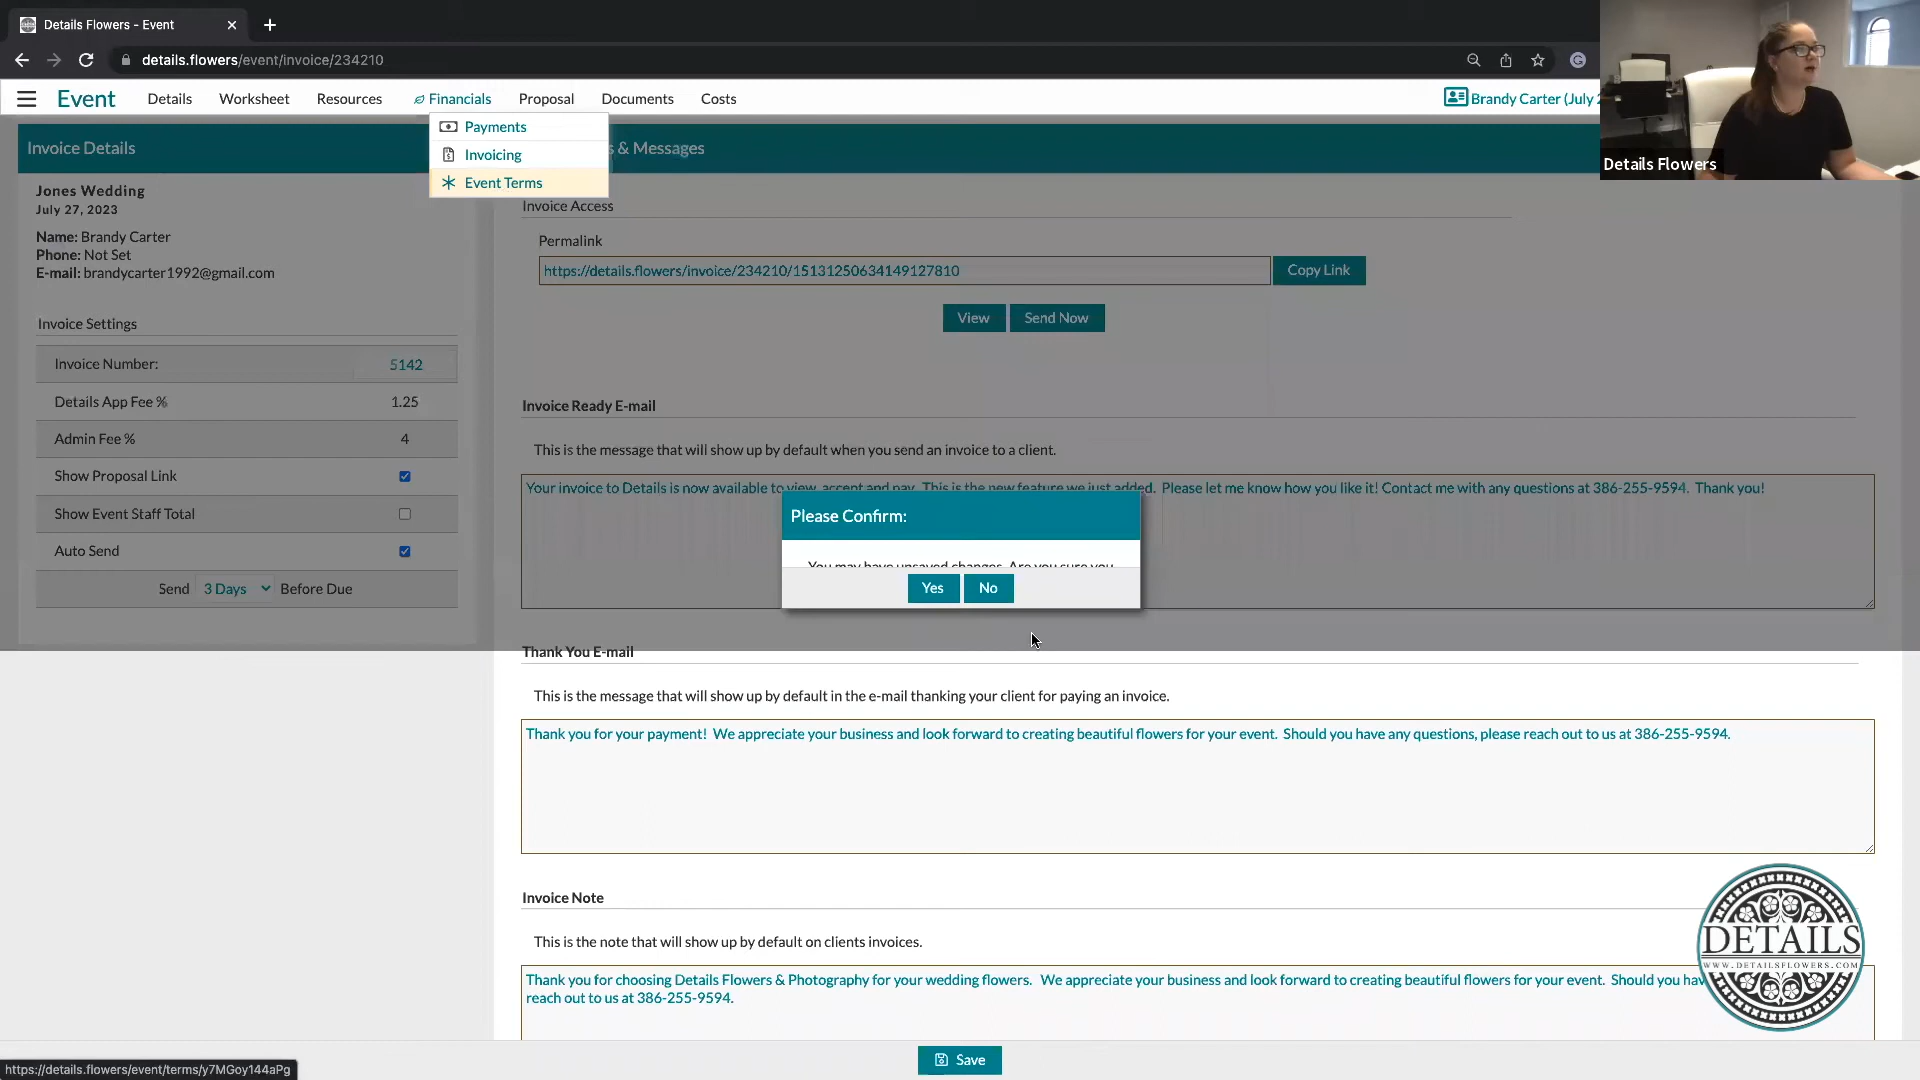 Details Flowers - Event
details.flowers/event/invoice/234210
Event Details Worksheet Resources Financials Proposal Documents Costs Brandy Carter (July
Payments
Invoicing
Event Terms
Invoice Details
s & Messages
Details Flowers
Jones Wedding
July 27, 2023
Name: Brandy Carter
Phone: Not Set
E-mail: brandycarter1992@gmail.com
Invoice Settings
Invoice Number: 5142
Details App Fee % 1.25
Admin Fee % 4
Show Proposal Link
Show Event Staff Total
Auto Send
Send 3 Days Before Due
Invoice Access
Permalink
https://details.flowers/invoice/234210/15131250634149127810 Copy Link
View Send Now
Invoice Ready E-mail
This is the message that will show up by default when you send an invoice to a client.
Your invoice to Details is now available to view, accept and pay. This is the new feature we just added. Please let me know how you like it! Contact me with any questions at 386-255-9594. Thank you!
Please Confirm:
You may have unsaved changes. Are you sure you
Yes No
Thank You E-mail
This is the message that will show up by default in the e-mail thanking your client for paying an invoice.
Thank you for your payment! We appreciate your business and look forward to creating beautiful flowers for your event. Should you have any questions, please reach out to us at 386-255-9594.
Invoice Note
This is the note that will show up by default on clients invoices.
Thank you for choosing Details Flowers & Photography for your wedding flowers. We appreciate your business and look forward to creating beautiful flowers for your event. Should you hav
reach out to us at 386-255-9594.
DETAILS
WWW.DETAILSFLOWERS.COM
Save
https://details.flowers/event/terms/y7MGoy144aPg